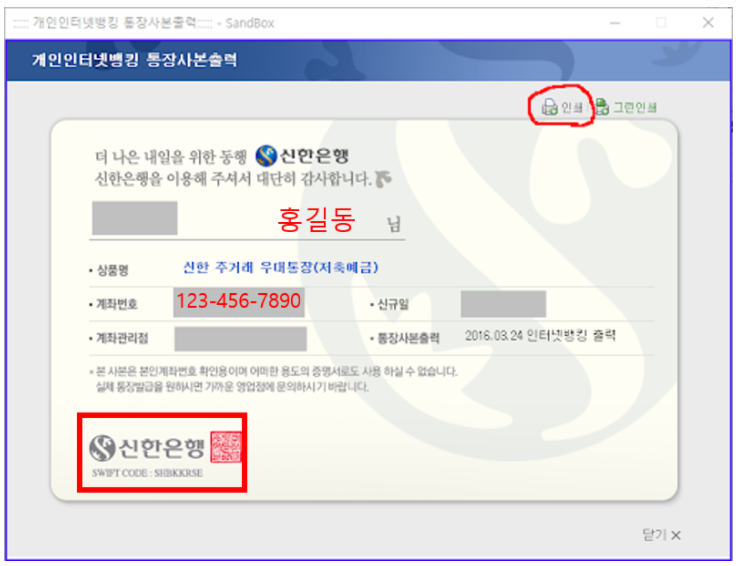 ::::: 개인인터넷뱅킹 통장사본출력::::: - SandBox
개인인터넷뱅킹 통장사본출력
인쇄 그린인쇄
더 나은 내일을 위한 동행 신한은행
신한은행을 이용해 주셔서 대단히 감사합니다.
홍길동 님
• 상품명 신한 주거래 우대통장(저축예금)
• 계좌번호 123-456-7890 • 신규일
• 계좌관리점 • 통장사본출력 2016.03.24 인터넷뱅킹 출력
* 본 사본은 본인계좌번호 확인용이며 어떠한 용도의 증명서로도 사용 하실 수 없습니다.
실제 통장발급을 원하시면 가까운 영업점에 문의하시기 바랍니다.
신한은행
SWIFT CODE : SHBKKRSE
닫기 ×